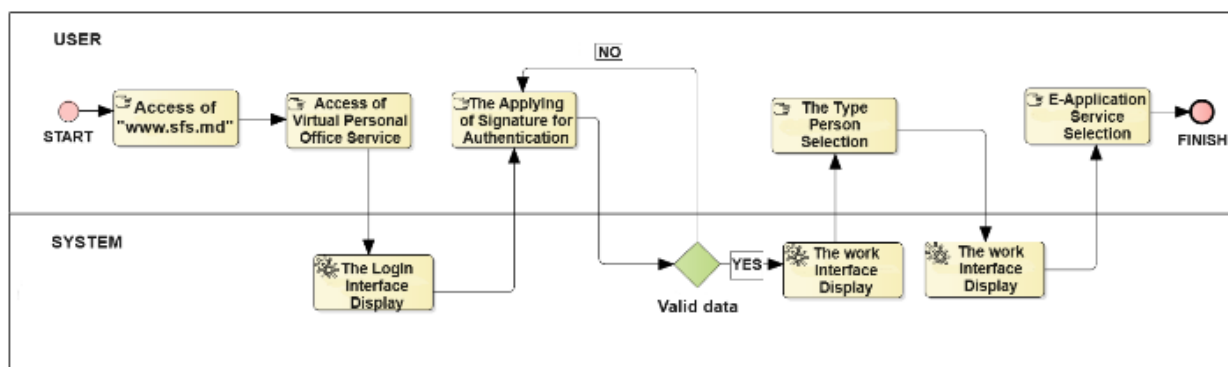 USER
NO
START
Access of
"www.sfs.md"
Access of
Virtual Personal
Office Service
The Applying
of Signature for
Authentication
The Type
Person
Selection
E-Application
Service
Selection
FINISH
SYSTEM
The LogIn
Interface
Display
Valid data
YES
The work
Interface
Display
The work
Interface
Display